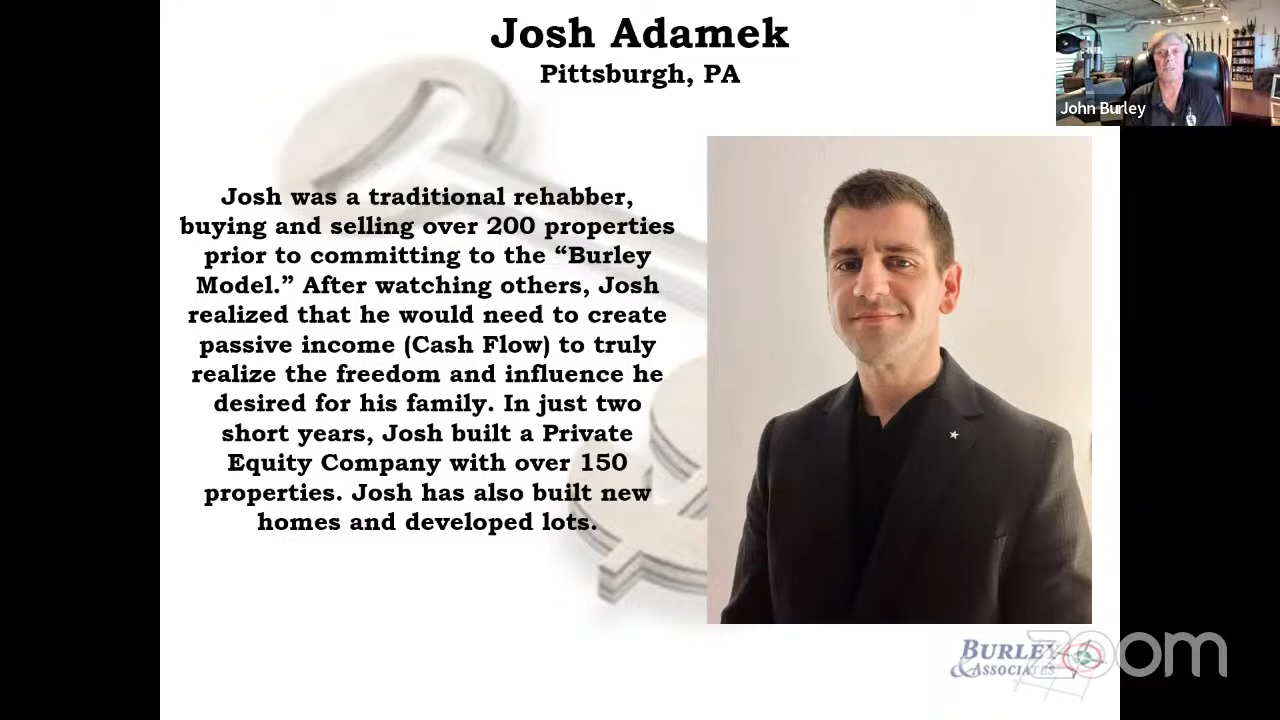 Josh Adamek
Pittsburgh, PA
John Burley
Josh was a traditional rehabber,
buying and selling over 200 properties
prior to committing to the “Burley
Model.” After watching others, Josh
realized that he would need to create
passive income (Cash Flow) to truly
realize the freedom and influence he
desired for his family. In just two
short years, Josh built a Private
Equity Company with over 150
properties. Josh has also built new
homes and developed lots.
BURLEY
& ASSOCIATES
zoom